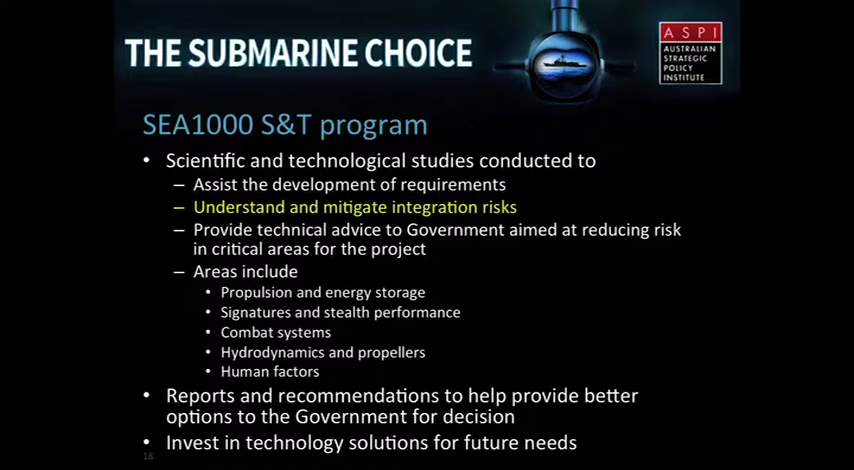 THE SUBMARINE CHOICE
ASPI
AUSTRALIAN
STRATEGIC
POLICY
INSTITUTE
SEA1000 S&T program
• Scientific and technological studies conducted to
– Assist the development of requirements
– Understand and mitigate integration risks
– Provide technical advice to Government aimed at reducing risk
in critical areas for the project
– Areas include
• Propulsion and energy storage
• Signatures and stealth performance
• Combat systems
• Hydrodynamics and propellers
• Human factors
• Reports and recommendations to help provide better
options to the Government for decision
• Invest in technology solutions for future needs
18